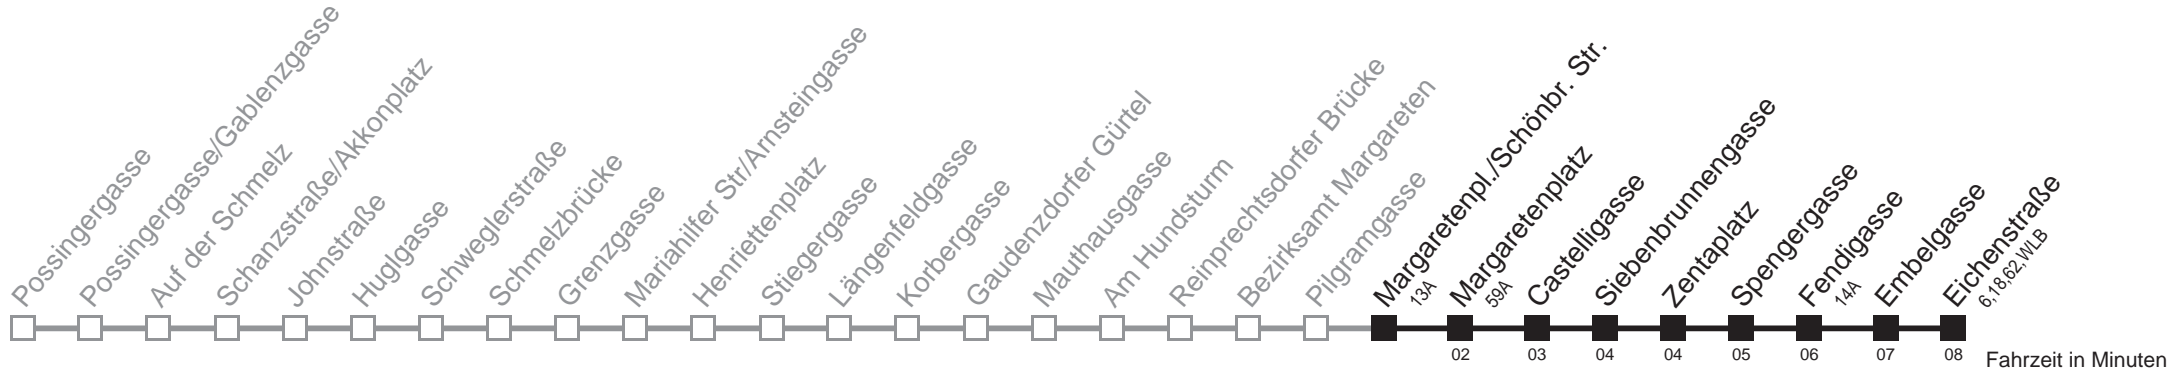 Possingergasse
Possingergasse/Gablenzgasse
Auf der Schmelz
Schanzstraße/Akkonplatz
Johnstraße
Huglgasse
Schweglerstraße
Schmelzbrücke
Grenzgasse
Mariahilfer Str/Arnsteingasse
Henriettenplatz
Stiegergasse
Längenfeldgasse
Korbergasse
Gaudenzdorfer Gürtel
Mauthausgasse
Am Hundsturm
Reinprechtsdorfer Brücke
Bezirksamt Margareten
Pilgramgasse
Margaretenpl./Schönbr. Str.
13A
Margaretenplatz
59A
Castelligasse
Siebenbrunnengasse
Zentaplatz
Spengergasse
Fendigasse
14A
Embelgasse
Eichenstraße
6,18,62,WLB
02 03 04 04 05 06 07 08
Fahrzeit in Minuten